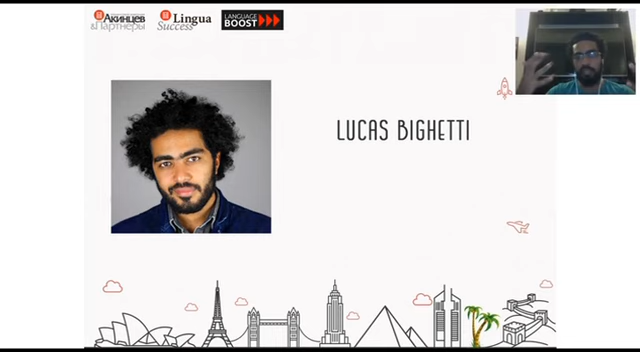 Акинцев
& Партнеры
Lingua
Success
LANGUAGE
BOOST
LUCAS BIGHETTI